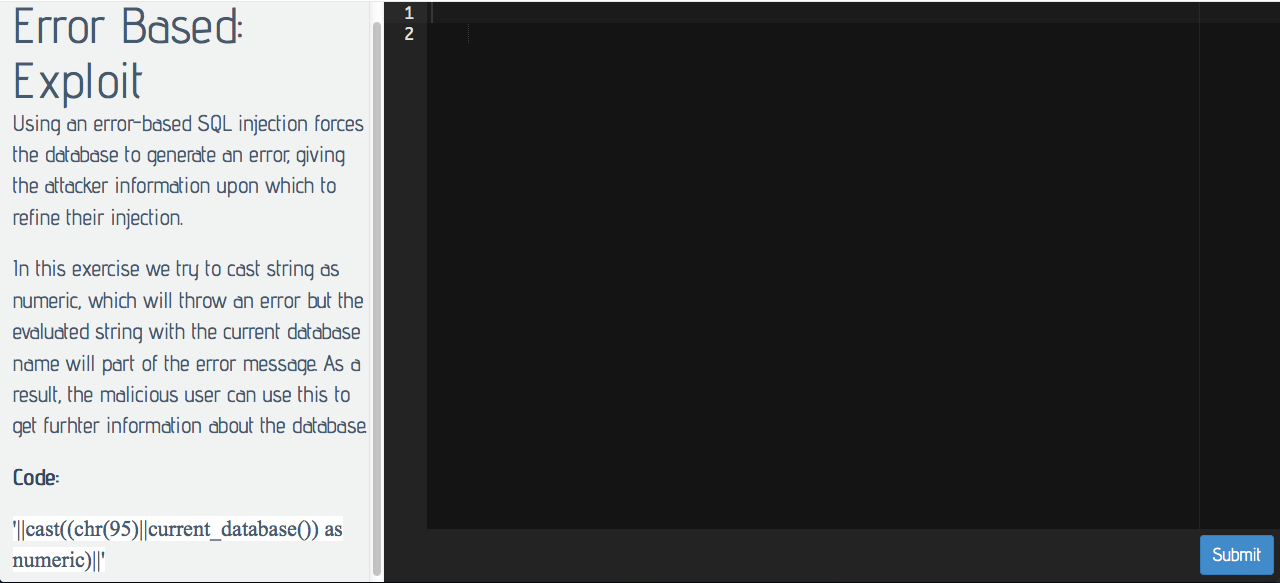 Error Based:
Exploit
Using an error-based SQL injection forces
the database to generate an error, giving
the attacker information upon which to
refine their injection.
In this exercise we try to cast string as
numeric, which will throw an error but the
evaluated string with the current database
name will part of the error message. As a
result, the malicious user can use this to
get furhter information about the database.
Code:
'||cast((chr(95)||current_database()) as
numeric)||'
1
2
Submit